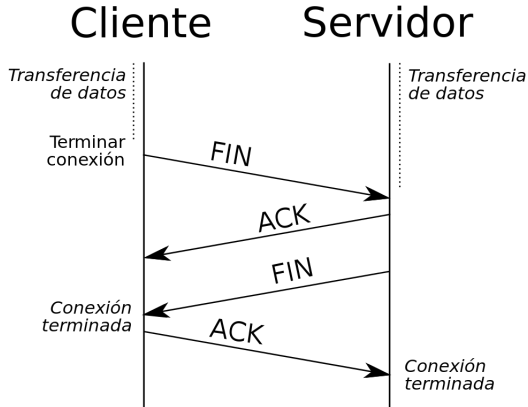 Cliente
Servidor
Transferencia
de datos
Transferencia
de datos
Terminar
conexión
FIN
ACK
FIN
Conexión
terminada
ACK
Conexión
terminada